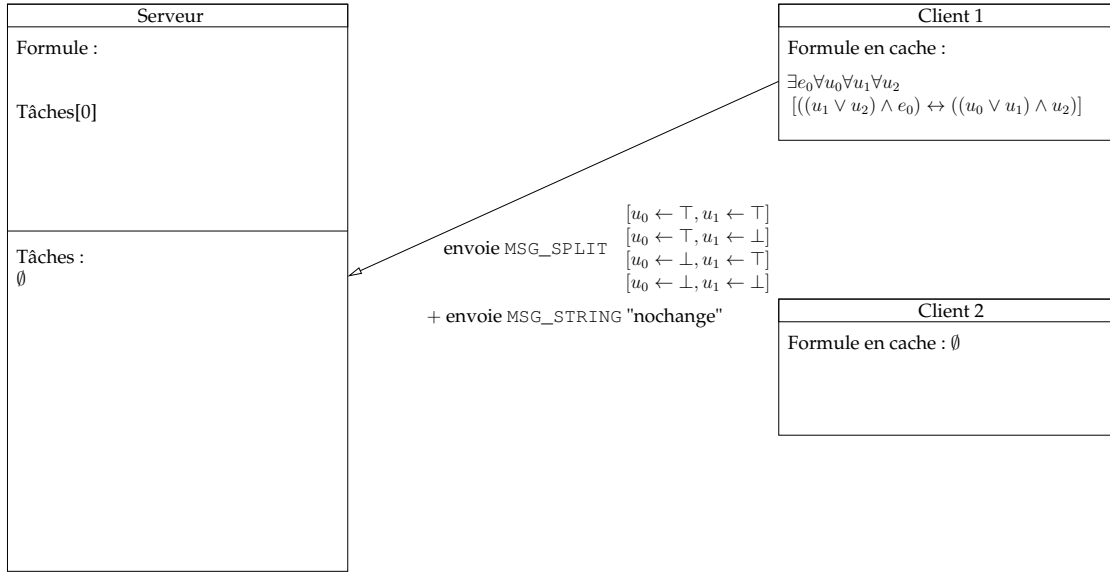 Serveur
Formule :
Tâches[0]
Tâches :
∅
Client 1
Formule en cache :
∃e₀∀u₀∀u₁∀u₂
[((u₁ ∨ u₂) ∧ e₀) ↔ ((u₀ ∨ u₁) ∧ u₂)]
envoie MSG_SPLIT
[u₀ ← ⊤, u₁ ← ⊤]
[u₀ ← ⊤, u₁ ← ⊥]
[u₀ ← ⊥, u₁ ← ⊤]
[u₀ ← ⊥, u₁ ← ⊥]
+ envoie MSG_STRING "nochange"
Client 2
Formule en cache : ∅